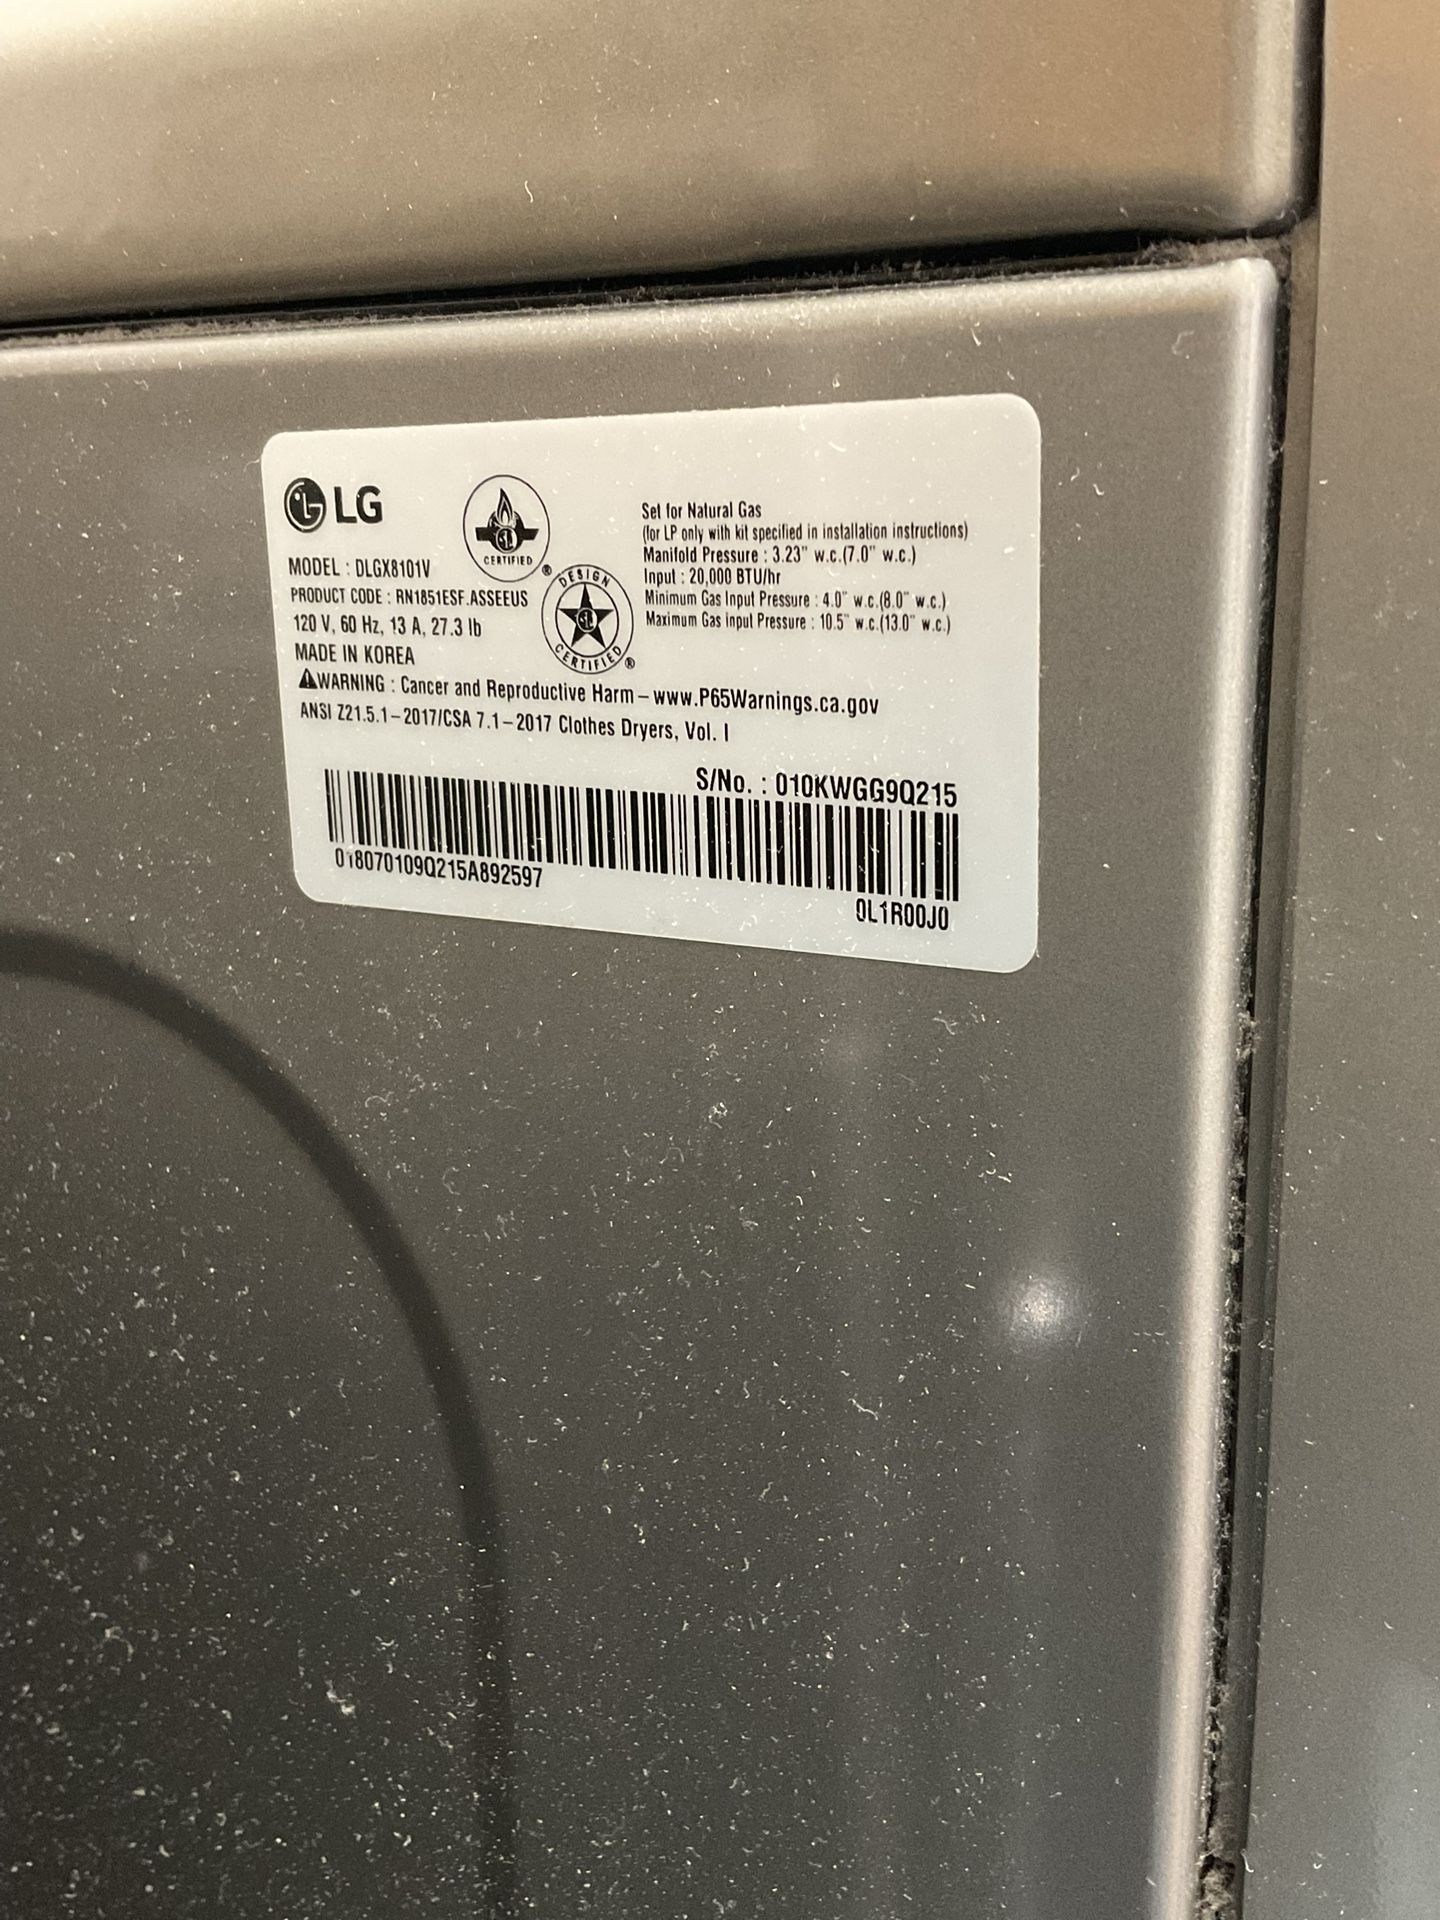 LG
MODEL : DLGX8101V
PRODUCT CODE : RN1851ESF.ASSEEUS
120 V, 60 Hz, 13 A, 27.3 lb
MADE IN KOREA
CERTIFIED ®
DESIGN CERTIFIED ®
Set for Natural Gas
(for LP only with kit specified in installation instructions)
Manifold Pressure : 3.23" w.c.(7.0" w.c.)
Input : 20,000 BTU/hr
Minimum Gas Input Pressure : 4.0" w.c.(8.0" w.c.)
Maximum Gas input Pressure : 10.5" w.c.(13.0" w.c.)
WARNING : Cancer and Reproductive Harm – www.P65Warnings.ca.gov
ANSI Z21.5.1–2017/CSA 7.1–2017 Clothes Dryers, Vol. I
S/No. : 010KWGG9Q215
018070109Q215A892597
0L1R00J0